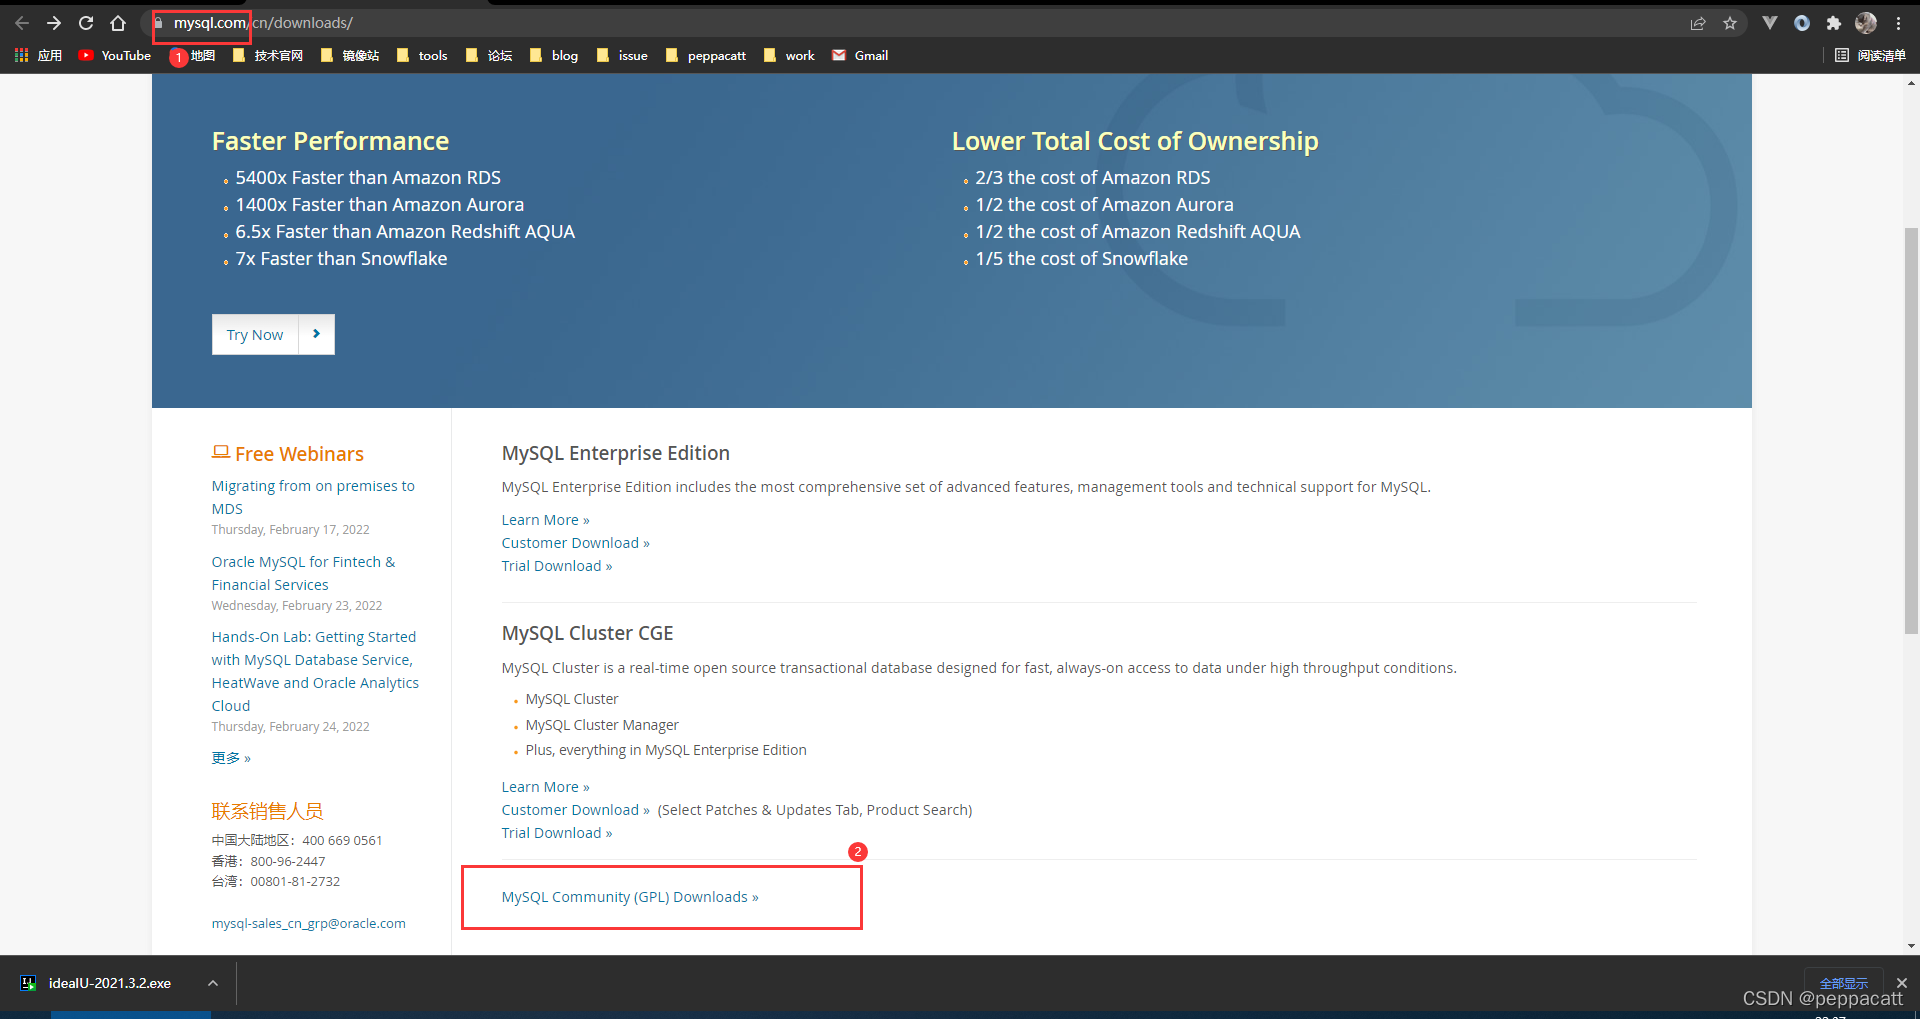 mysql.com/cn/downloads/
应用
YouTube
1
地图
技术官网
镜像站
tools
论坛
blog
issue
peppacatt
work
Gmail
阅读清单
Faster Performance
5400x Faster than Amazon RDS
1400x Faster than Amazon Aurora
6.5x Faster than Amazon Redshift AQUA
7x Faster than Snowflake
Lower Total Cost of Ownership
2/3 the cost of Amazon RDS
1/2 the cost of Amazon Aurora
1/2 the cost of Amazon Redshift AQUA
1/5 the cost of Snowflake
Try Now
Free Webinars
Migrating from on premises to
MDS
Thursday, February 17, 2022
Oracle MySQL for Fintech &
Financial Services
Wednesday, February 23, 2022
Hands-On Lab: Getting Started
with MySQL Database Service,
HeatWave and Oracle Analytics
Cloud
Thursday, February 24, 2022
更多 »
联系销售人员
中国大陆地区：400 669 0561
香港：800-96-2447
台湾：00801-81-2732
mysql-sales_cn_grp@oracle.com
MySQL Enterprise Edition
MySQL Enterprise Edition includes the most comprehensive set of advanced features, management tools and technical support for MySQL.
Learn More »
Customer Download »
Trial Download »
MySQL Cluster CGE
MySQL Cluster is a real-time open source transactional database designed for fast, always-on access to data under high throughput conditions.
MySQL Cluster
MySQL Cluster Manager
Plus, everything in MySQL Enterprise Edition
Learn More »
Customer Download » (Select Patches & Updates Tab, Product Search)
Trial Download »
2
MySQL Community (GPL) Downloads »
idealU-2021.3.2.exe
全部显示
CSDN @peppacatt